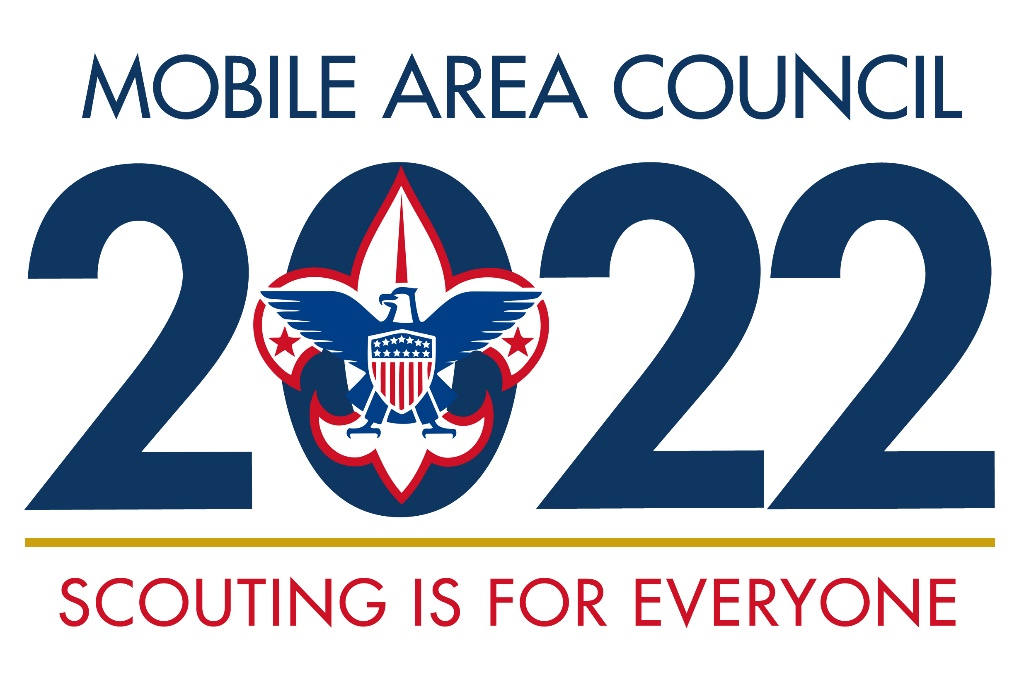 MOBILE AREA COUNCIL
2022
SCOUTING IS FOR EVERYONE